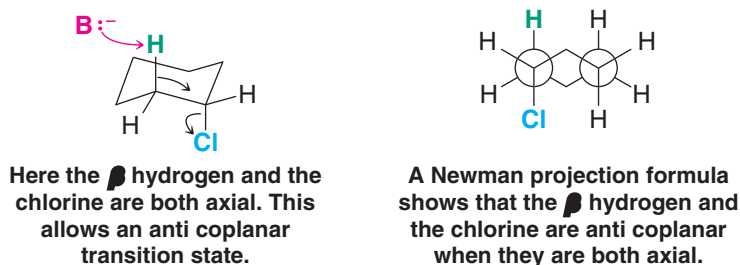 B:⁻
H
H
H
Cl
Here the β hydrogen and the
chlorine are both axial. This
allows an anti coplanar
transition state.
H
H
H
H
H
H
Cl
H
A Newman projection formula
shows that the β hydrogen and
the chlorine are anti coplanar
when they are both axial.